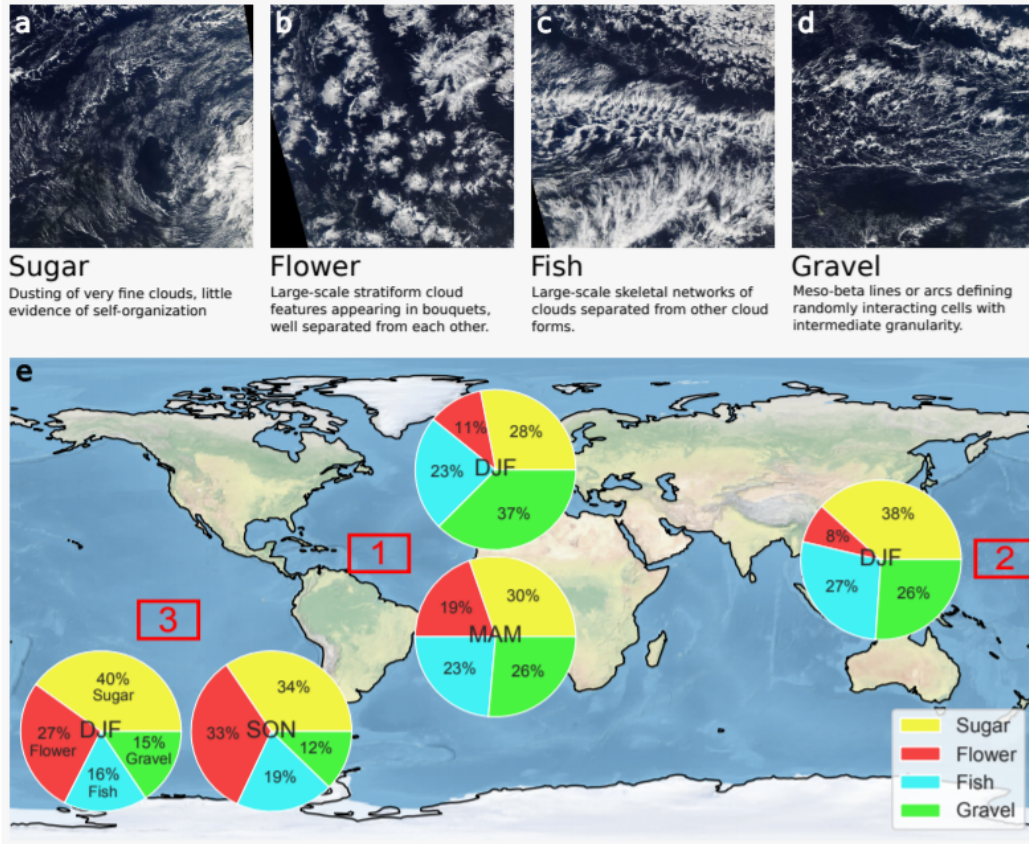 a
b
c
d
Sugar
Dusting of very fine clouds, little
evidence of self-organization
Flower
Large-scale stratiform cloud
features appearing in bouquets,
well separated from each other.
Fish
Large-scale skeletal networks of
clouds separated from other cloud
forms.
Gravel
Meso-beta lines or arcs defining
randomly interacting cells with
intermediate granularity.
e
11%
28%
23%
DJF
37%
38%
8%
DJF
27%
26%
1
2
3
19%
30%
MAM
23%
26%
40%
Sugar
27%
Flower
DJF
15%
Gravel
16%
Fish
34%
33%
SON
12%
19%
Sugar
Flower
Fish
Gravel